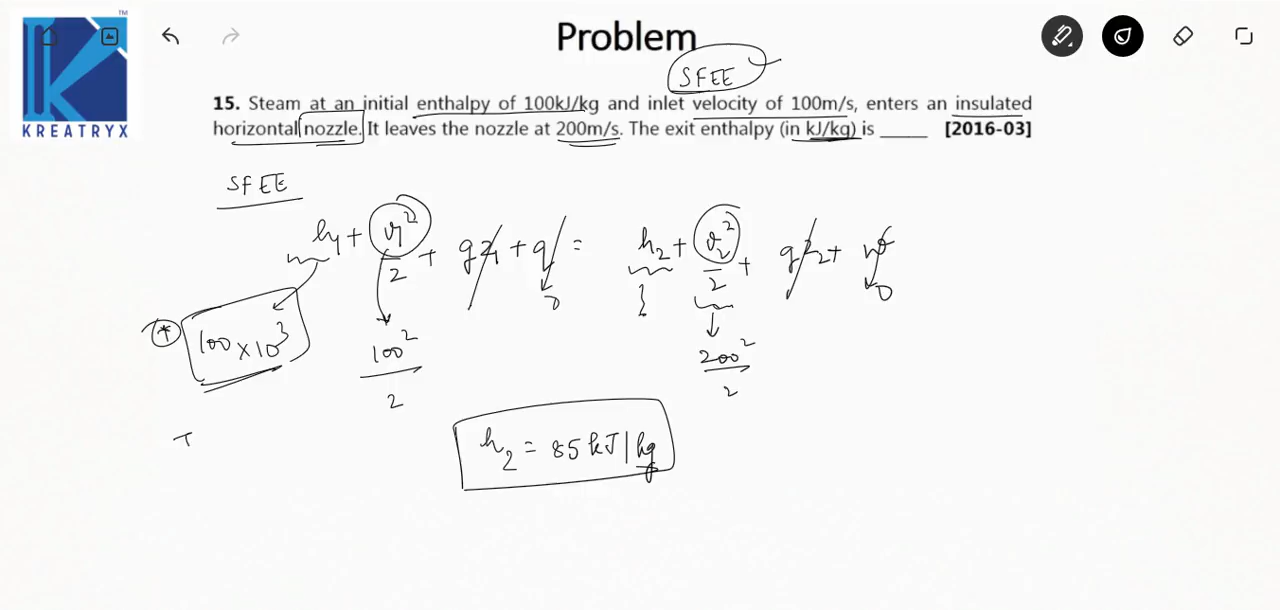 TM
Problem
KREATRYX
SFEE
15. Steam at an initial enthalpy of 100kJ/kg and inlet velocity of 100m/s, enters an insulated
horizontal nozzle. It leaves the nozzle at 200m/s. The exit enthalpy (in kJ/kg) is _____ [2016-03]
SFEE
h₁ + v₁²/2 + gz₁ + q = h₂ + v₂²/2 + gz₂ + w
0 0
* 100 × 10³ 100²/2 200²/2
h₂ = 85 kJ/kg